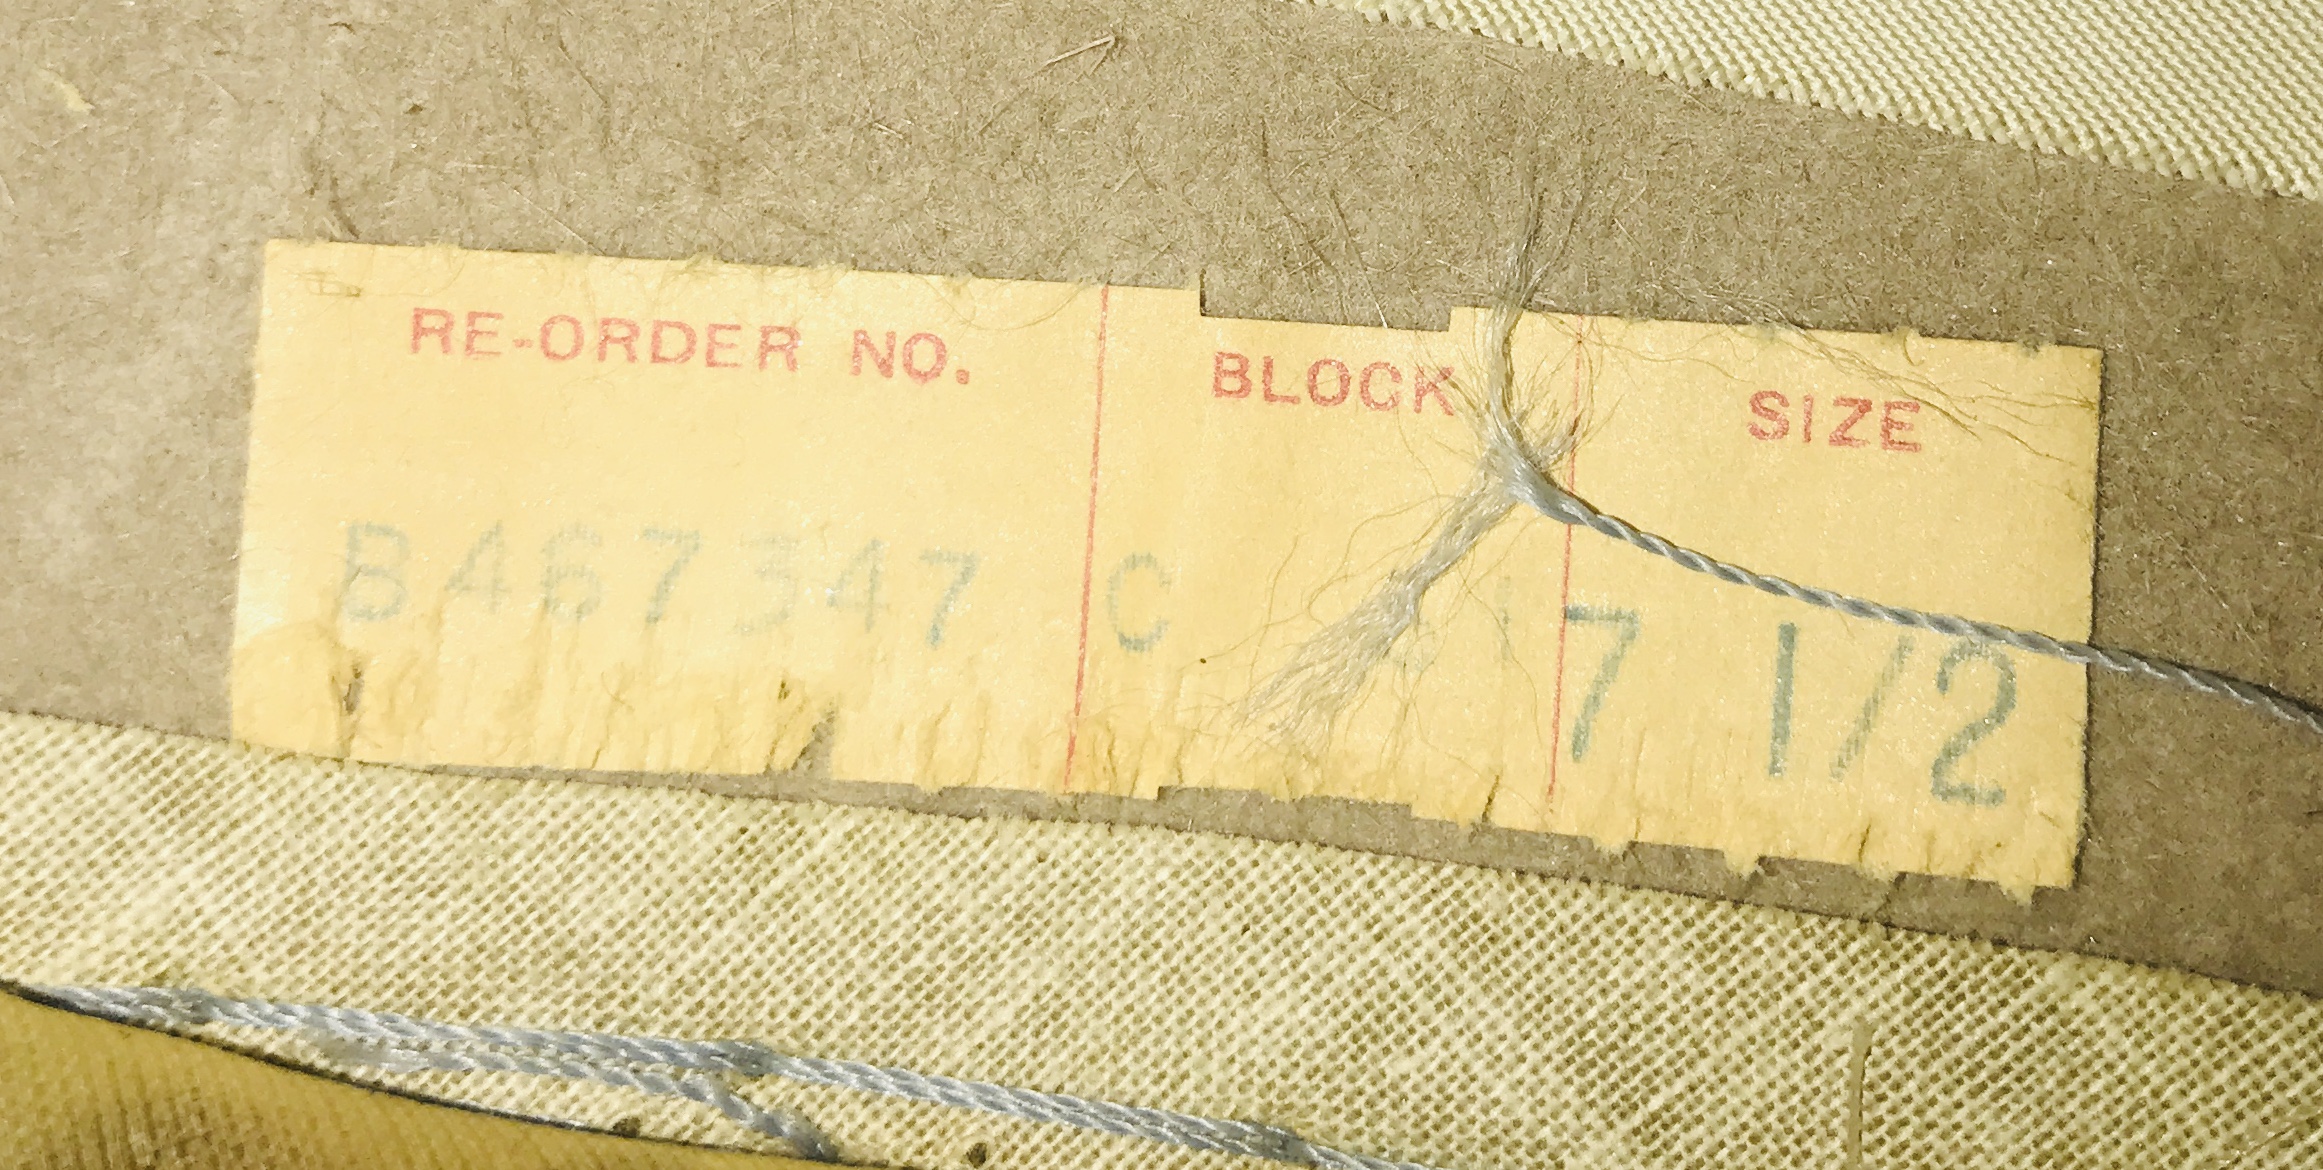 RE-ORDER NO. BLOCK SIZE
B467347 C 7 1/2